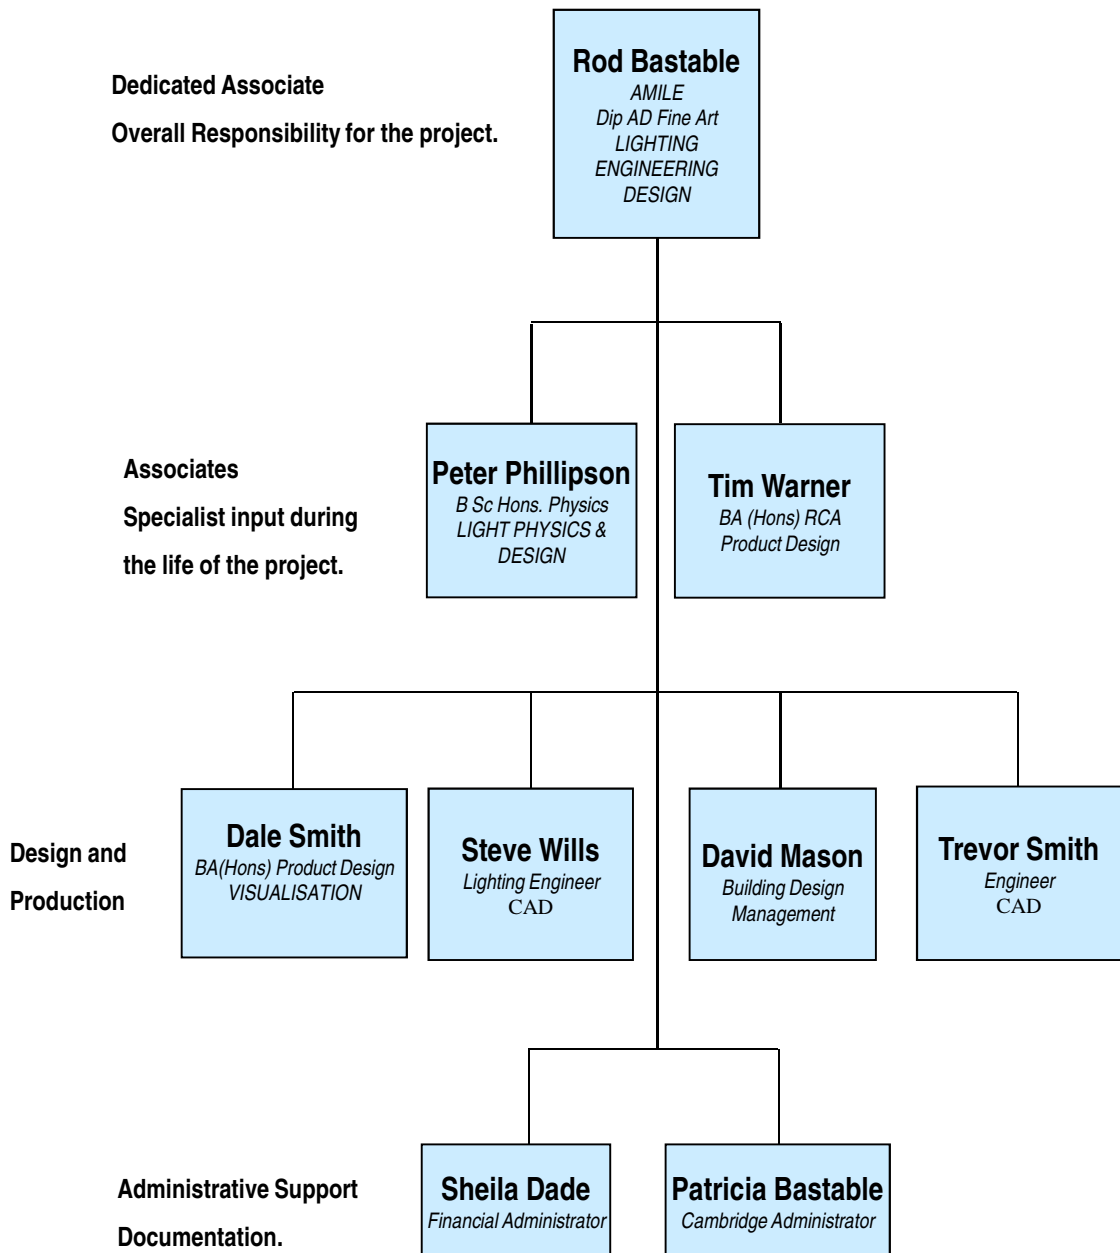 Dedicated Associate
Overall Responsibility for the project.
Rod Bastable
AMILE
Dip AD Fine Art
LIGHTING
ENGINEERING
DESIGN
Associates
Specialist input during
the life of the project.
Peter Phillipson
B Sc Hons. Physics
LIGHT PHYSICS &
DESIGN
Tim Warner
BA (Hons) RCA
Product Design
Design and
Production
Dale Smith
BA(Hons) Product Design
VISUALISATION
Steve Wills
Lighting Engineer
CAD
David Mason
Building Design
Management
Trevor Smith
Engineer
CAD
Administrative Support
Documentation.
Sheila Dade
Financial Administrator
Patricia Bastable
Cambridge Administrator